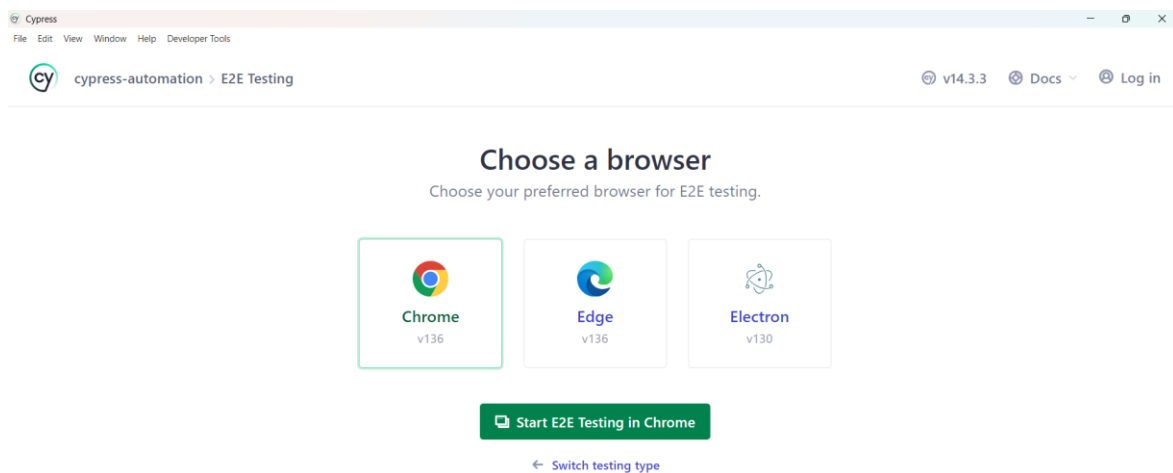 Cypress
File Edit View Window Help Developer Tools
cy cypress-automation > E2E Testing cy v14.3.3 Docs Log in
Choose a browser
Choose your preferred browser for E2E testing.
Chrome Edge Electron
v136 v136 v130
Start E2E Testing in Chrome
← Switch testing type